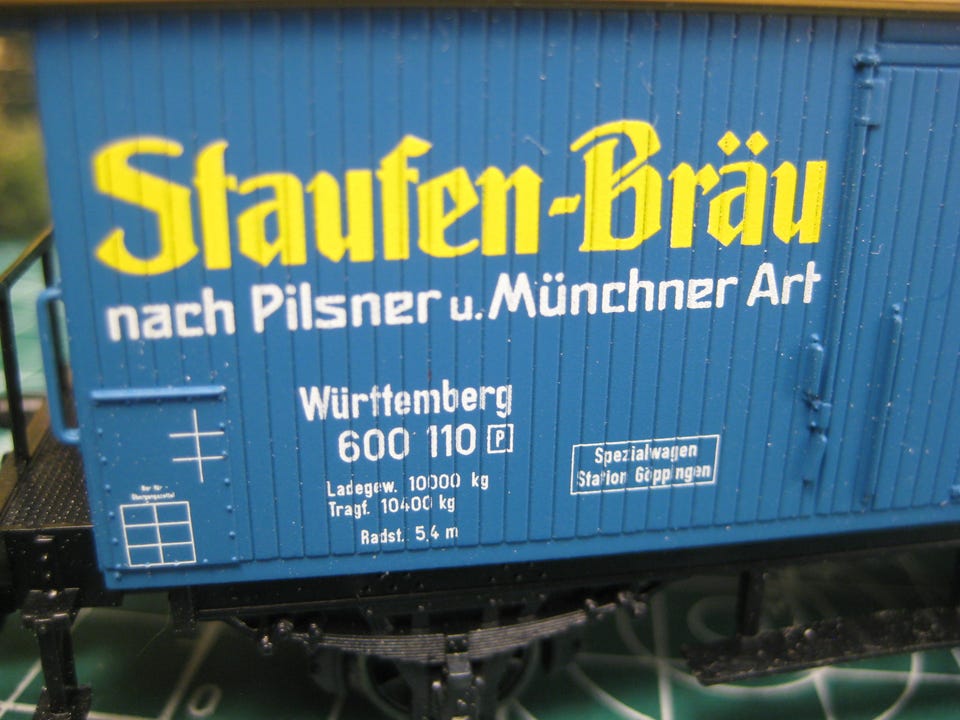 Staufen-Bräu
nach Pilsner u. Münchner Art
Württemberg
600 110 P
Ladegew. 10000 kg
Tragf. 10400 kg
Radst. 5,4 m
Spezialwagen
Station Göppingen
Übergangszettel